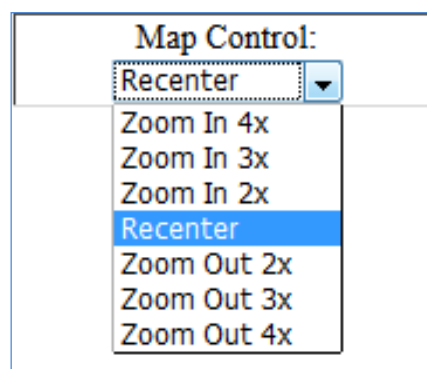 Map Control:
Recenter
Zoom In 4x
Zoom In 3x
Zoom In 2x
Recenter
Zoom Out 2x
Zoom Out 3x
Zoom Out 4x